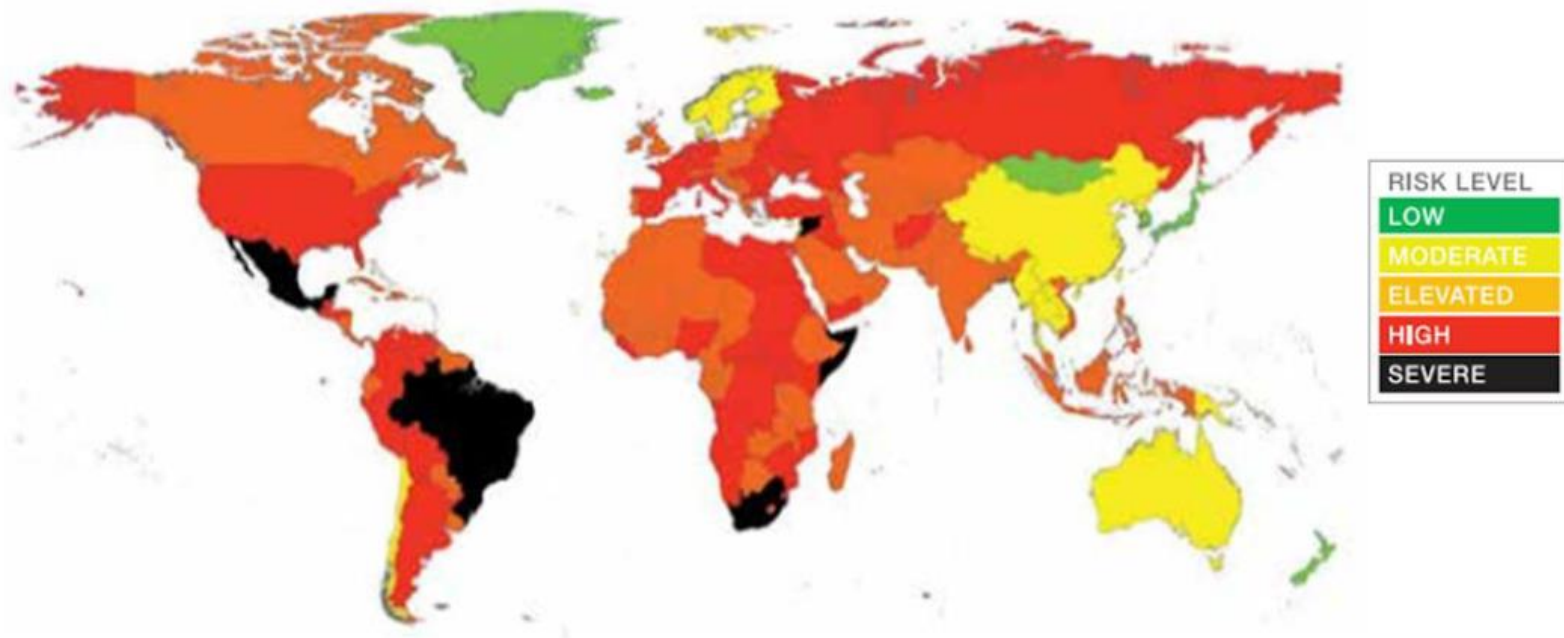 RISK LEVEL
LOW
MODERATE
ELEVATED
HIGH
SEVERE